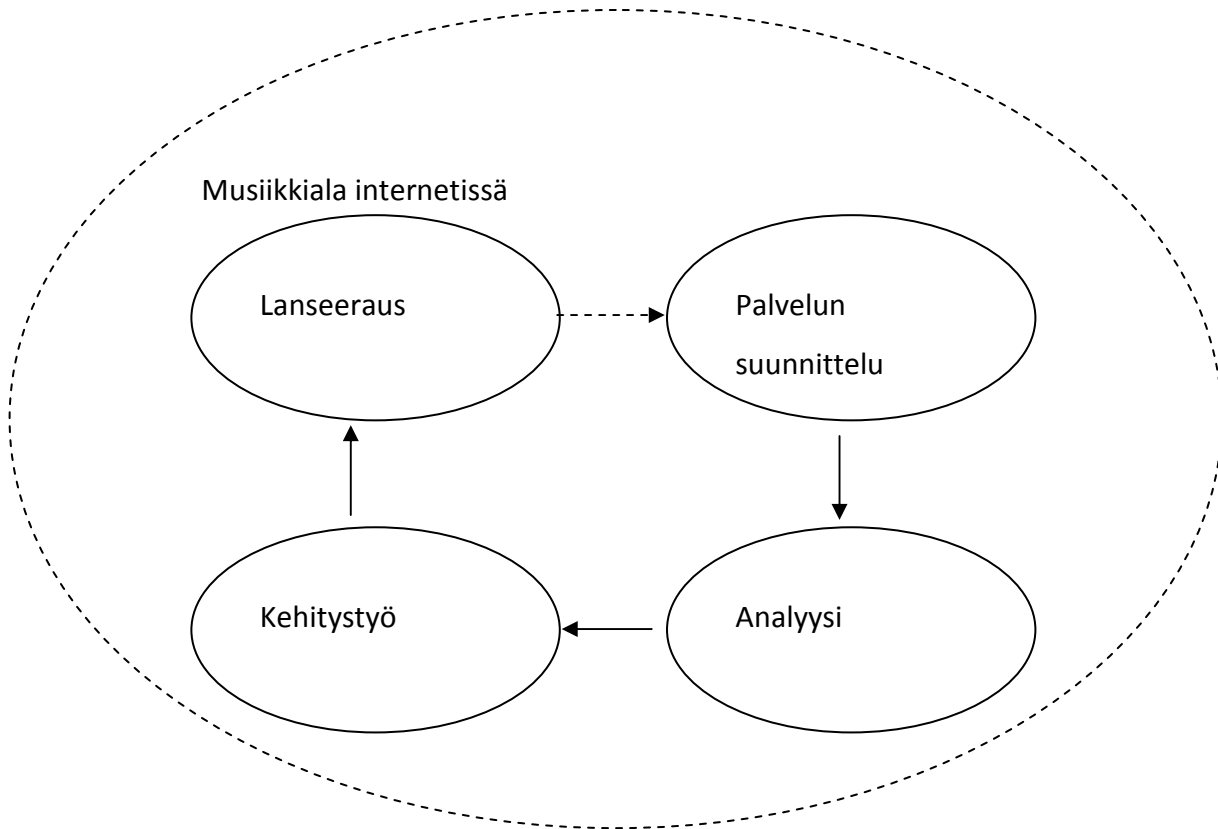 Musiikkiala internetissä
Lanseeraus
Palvelun
suunnittelu
Kehitystyö
Analyysi